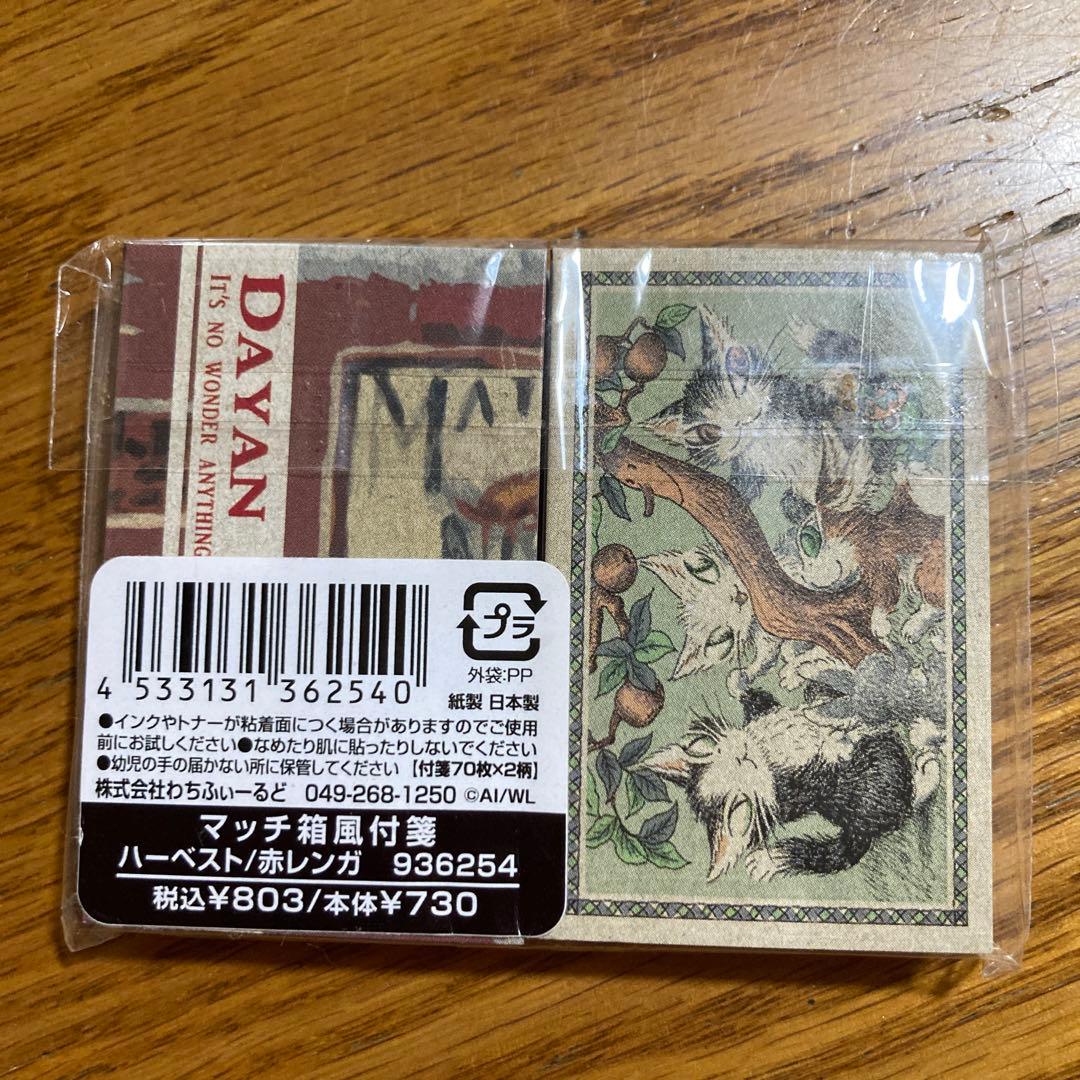 DAYAN
IT'S NO WONDER ANYTHING
プラ
外袋:PP
4 533131 362540
紙製 日本製
●インクやトナーが粘着面につく場合がありますのでご使用
前にお試しください●なめたり肌に貼ったりしないでください
●幼児の手の届かない所に保管してください【付箋70枚×2柄】
株式会社わちふぃーるど 049-268-1250 ©AI/WL
マッチ箱風付箋
ハーベスト/赤レンガ 936254
税込¥803/本体¥730